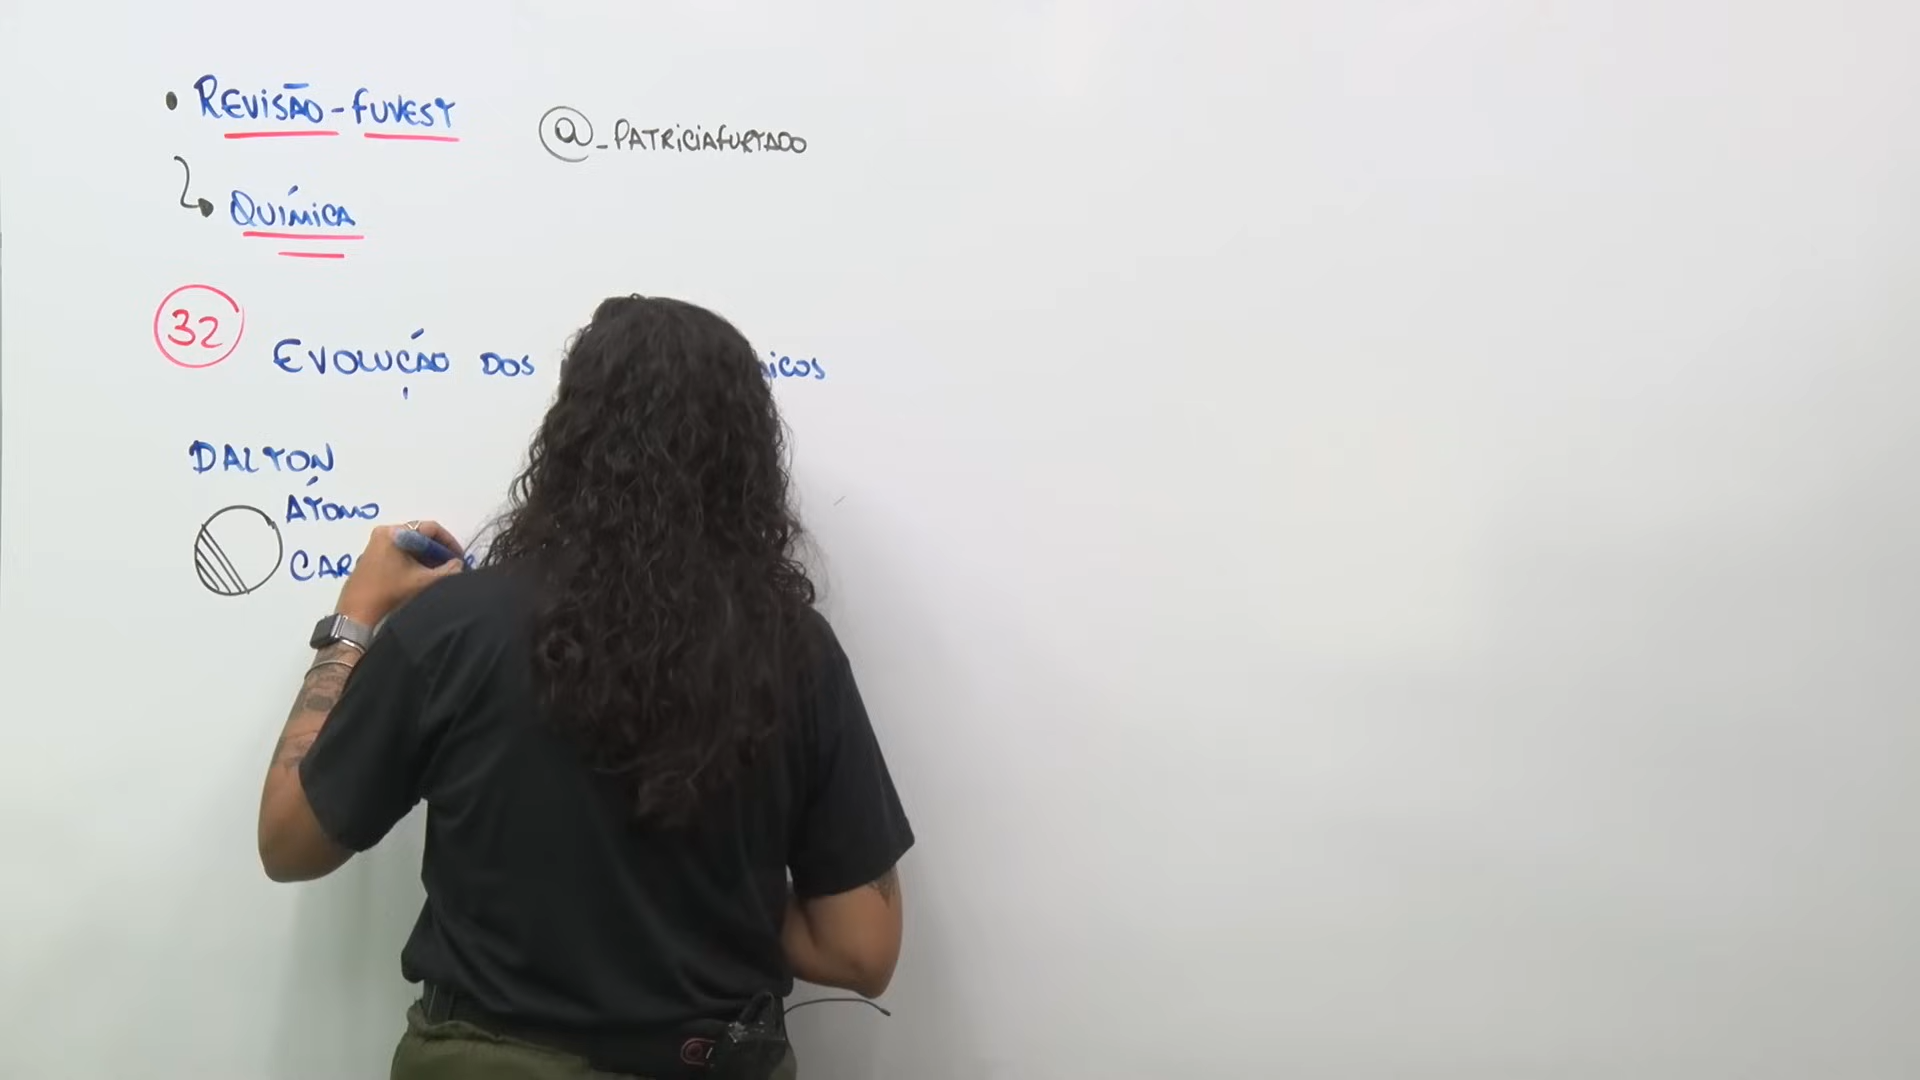 • REVISÃO - FUVEST
@_PATRICIAFURTADO
QUÍMICA
32
EVOLUÇÃO DOS
DALTON
ÁTOMO